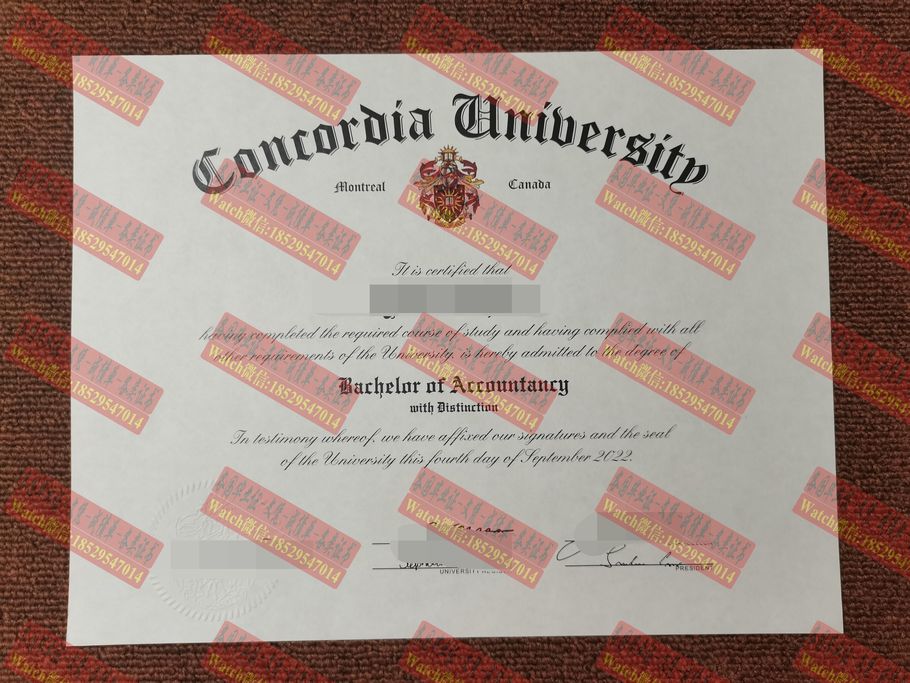 Concordia University
Montreal Canada
It is certified that
having completed the required course of study and having complied with all
other requirements of the University, is hereby admitted to the degree of
Bachelor of Accountancy
with Distinction
In testimony whereof, we have affixed our signatures and the seal
of the University this fourth day of September 2022.
UNIVERSITY
PRESIDENT
Watch微信:18529547014